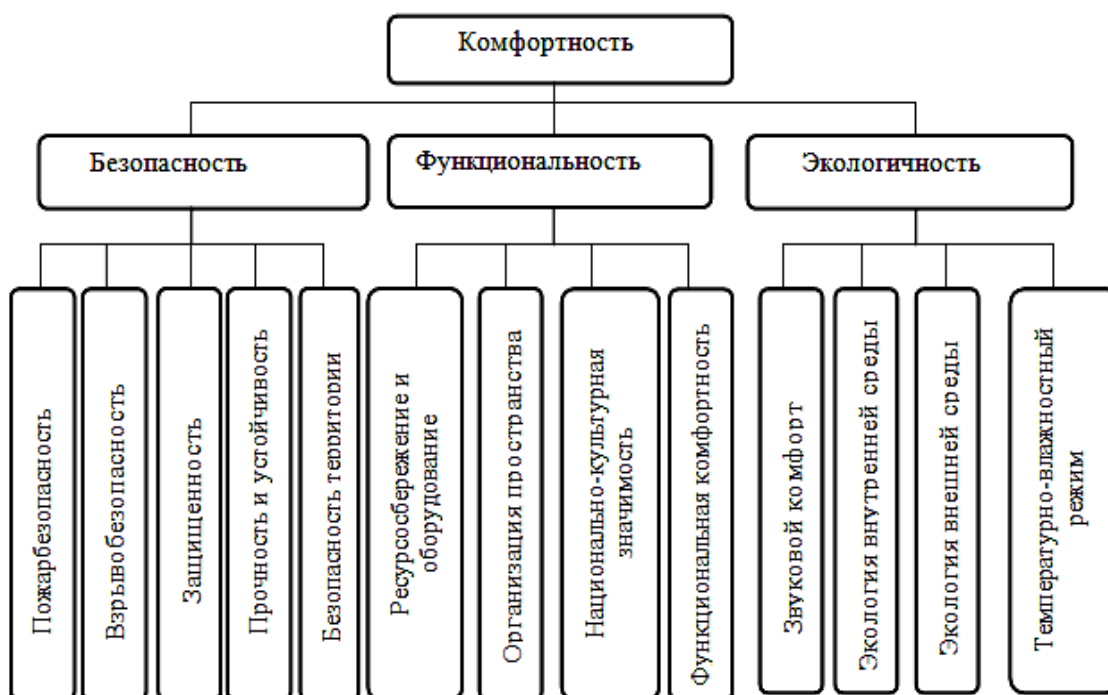 Комфортность
Безопасность
Функциональность
Экологичность
Пожарбезопасность
Взрывобезопасность
Защищенность
Прочность и устойчивость
Безопасность территории
Ресурсосбережение и
оборудование
Организация пространства
Национально-культурная
значимость
Функциональная комфортность
Звуковой комфорт
Экология внутренней среды
Экология внешней среды
Температурно-влажностный
режим